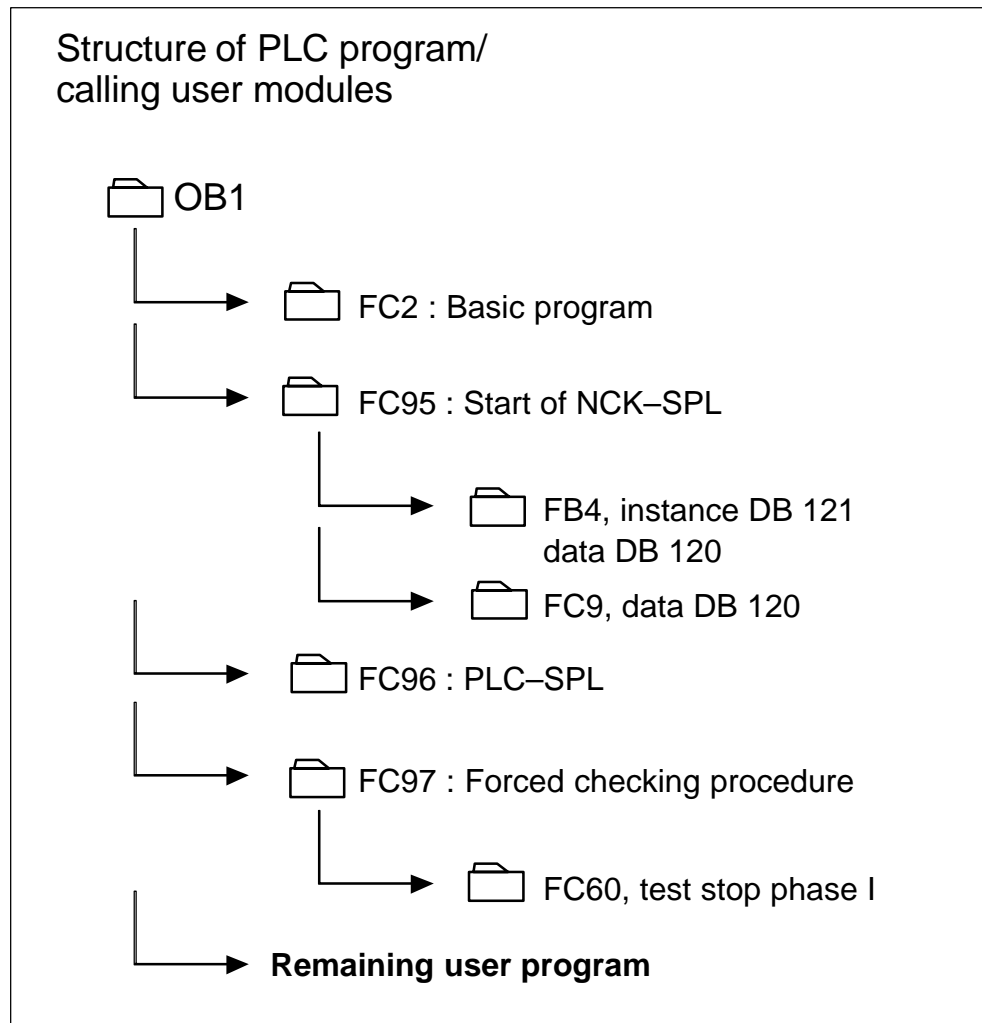 Structure of PLC program/
calling user modules
OB1
FC2 : Basic program
FC95 : Start of NCK–SPL
FB4, instance DB 121
data DB 120
FC9, data DB 120
FC96 : PLC–SPL
FC97 : Forced checking procedure
FC60, test stop phase I
Remaining user program